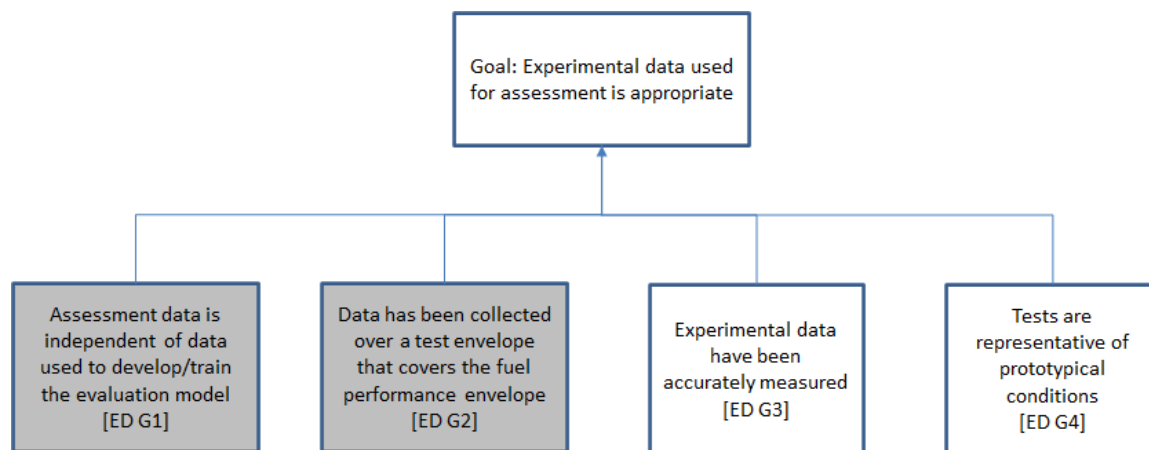 Goal: Experimental data used
for assessment is appropriate
Assessment data is
independent of data
used to develop/train
the evaluation model
[ED G1]
Data has been collected
over a test envelope
that covers the fuel
performance envelope
[ED G2]
Experimental data
have been
accurately measured
[ED G3]
Tests are
representative of
prototypical
conditions
[ED G4]